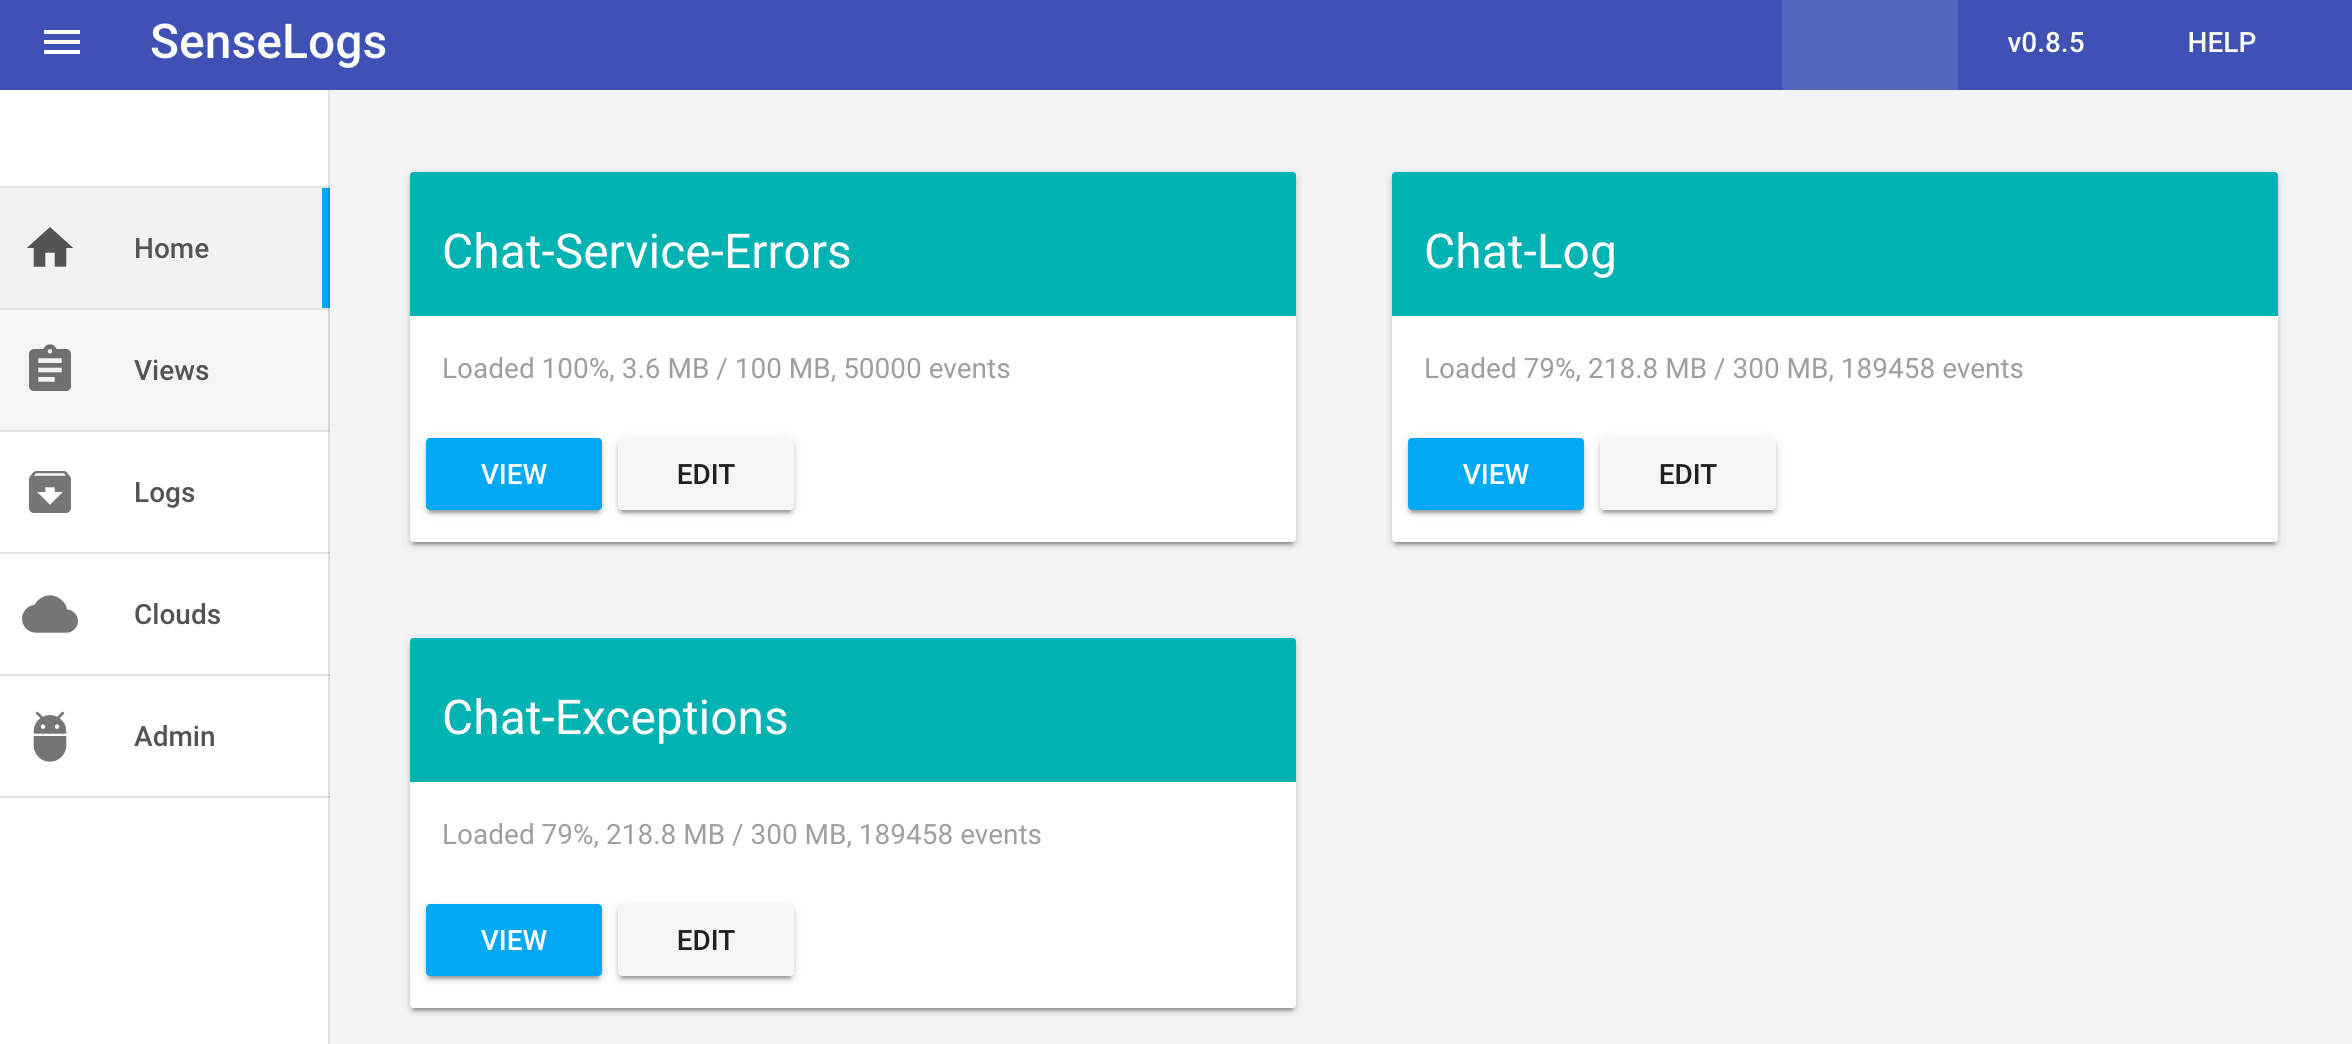 SenseLogs
v0.8.5
HELP
Home
Views
Logs
Clouds
Admin
Chat-Service-Errors
Loaded 100%, 3.6 MB / 100 MB, 50000 events
VIEW
EDIT
Chat-Log
Loaded 79%, 218.8 MB / 300 MB, 189458 events
VIEW
EDIT
Chat-Exceptions
Loaded 79%, 218.8 MB / 300 MB, 189458 events
VIEW
EDIT